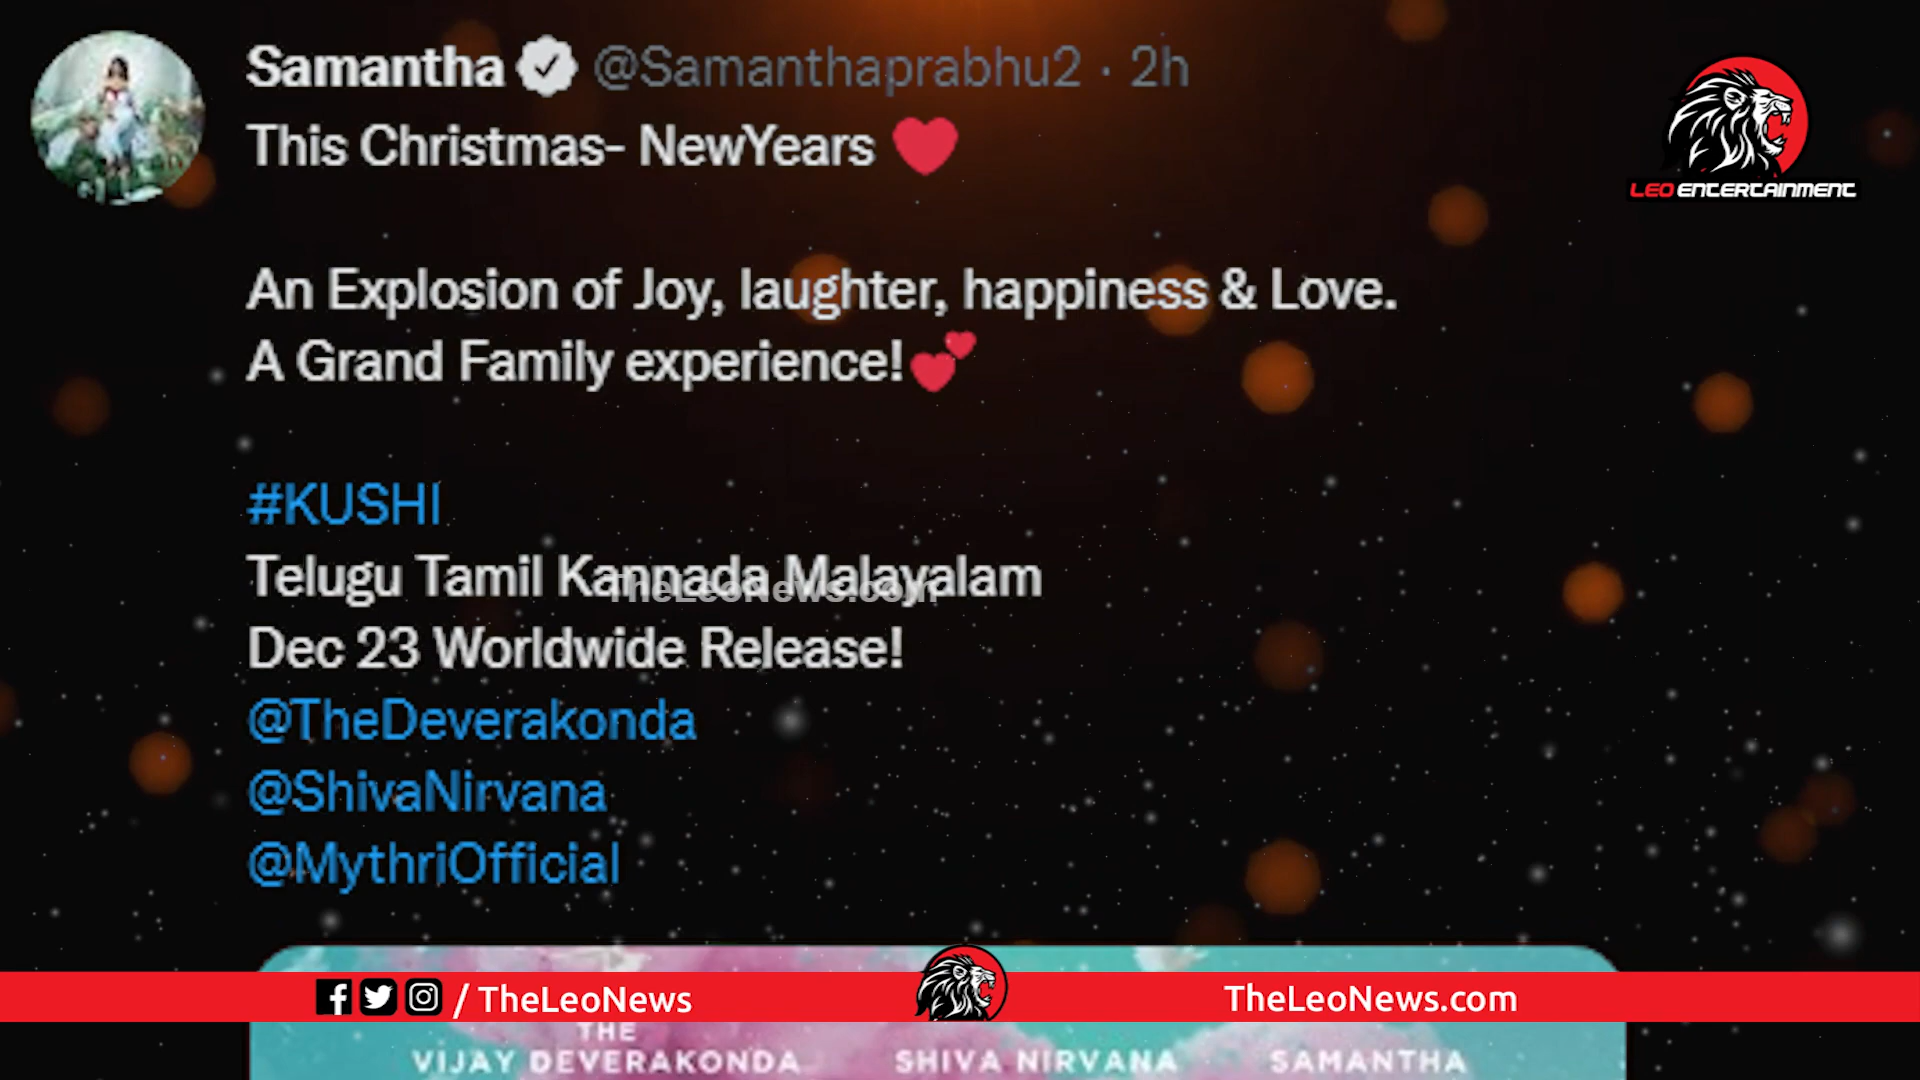 Samantha @Samanthaprabhu2 · 2h
This Christmas- NewYears ❤️
LEO ENTERTAINMENT
An Explosion of Joy, laughter, happiness & Love.
A Grand Family experience!💕
#KUSHI
Telugu Tamil Kannada Malayalam
TheLeoNews.com
Dec 23 Worldwide Release!
@TheDeverakonda
@ShivaNirvana
@MythriOfficial
/ TheLeoNews
TheLeoNews.com
THE
VIJAY DEVERAKONDA SHIVA NIRVANA SAMANTHA